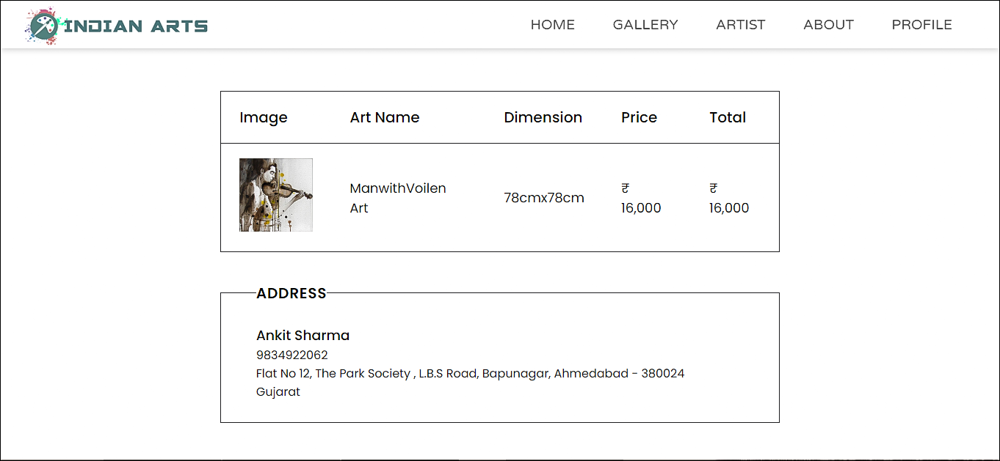 INDIAN ARTS
HOME GALLERY ARTIST ABOUT PROFILE
Image Art Name Dimension Price Total
ManwithVoilen
Art
78cmx78cm
₹
16,000
₹
16,000
ADDRESS
Ankit Sharma
9834922062
Flat No 12, The Park Society , L.B.S Road, Bapunagar, Ahmedabad - 380024
Gujarat